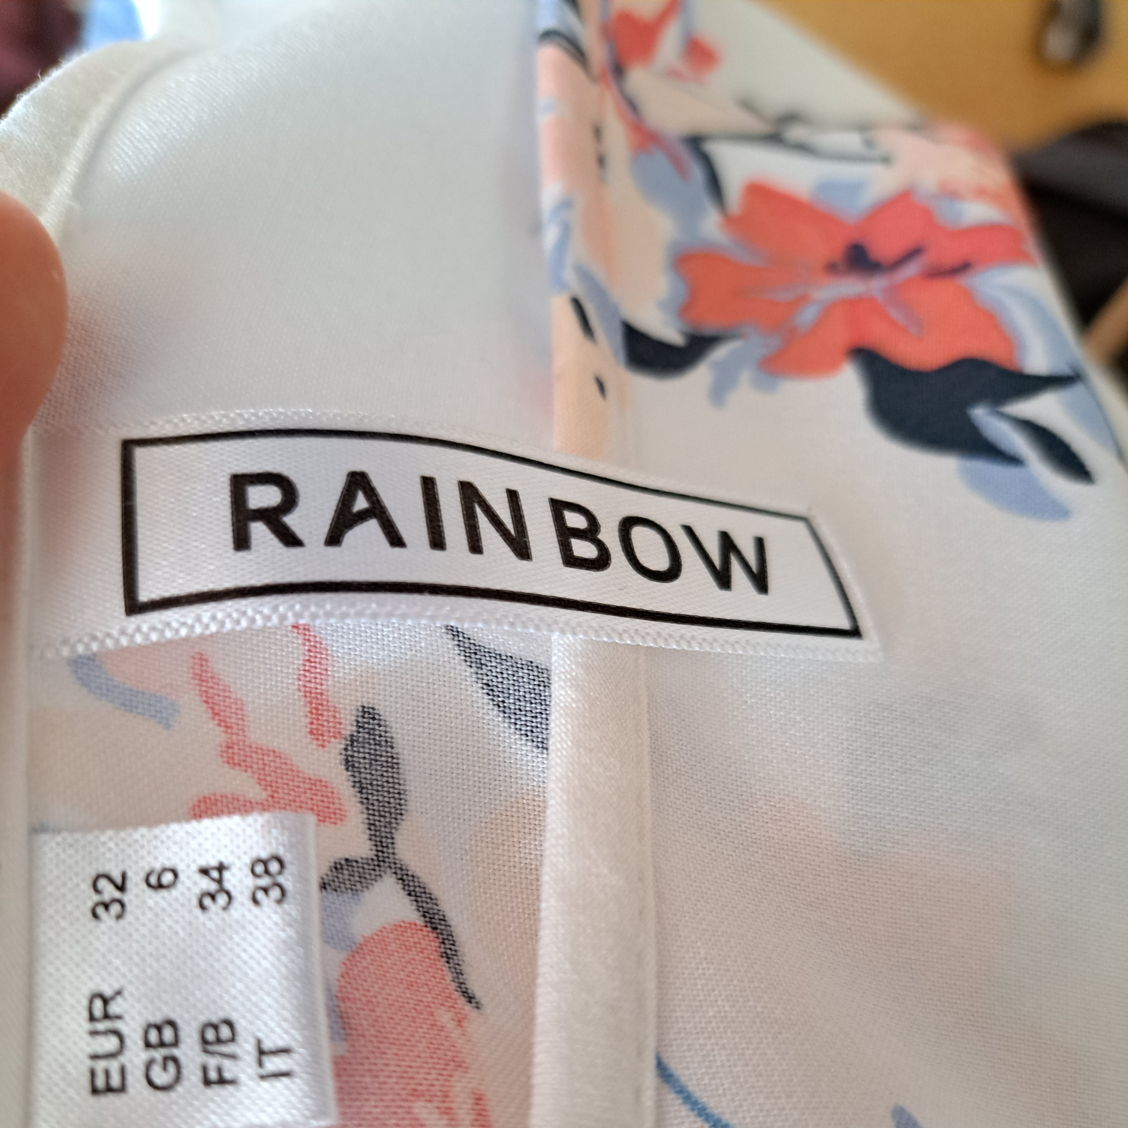 RAINBOW
EUR 32
GB 6
F/B 34
IT 38